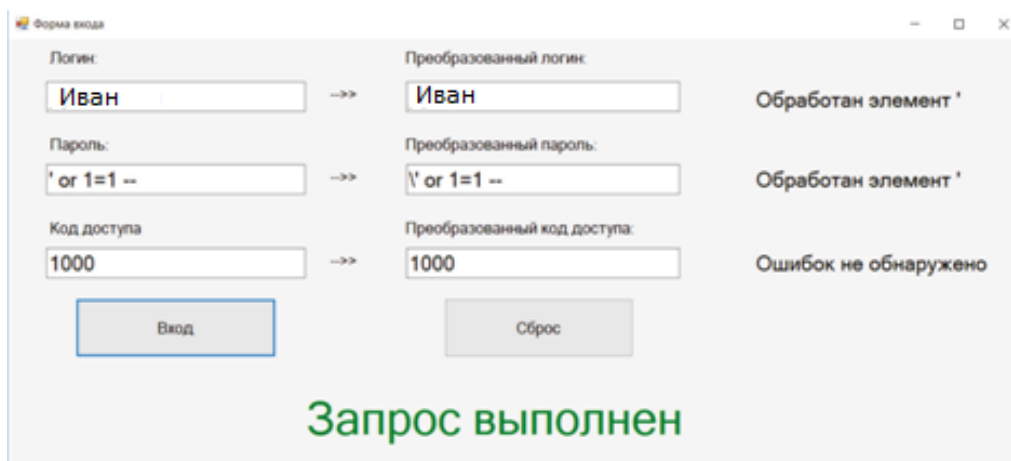 Форма входа
Логин: Преобразованный логин:
Иван -->> Иван Обработан элемент '
Пароль: Преобразованный пароль:
' or 1=1 -- -->> \' or 1=1 -- Обработан элемент '
Код доступа Преобразованный код доступа:
1000 -->> 1000 Ошибок не обнаружено
Вход Сброс
Запрос выполнен